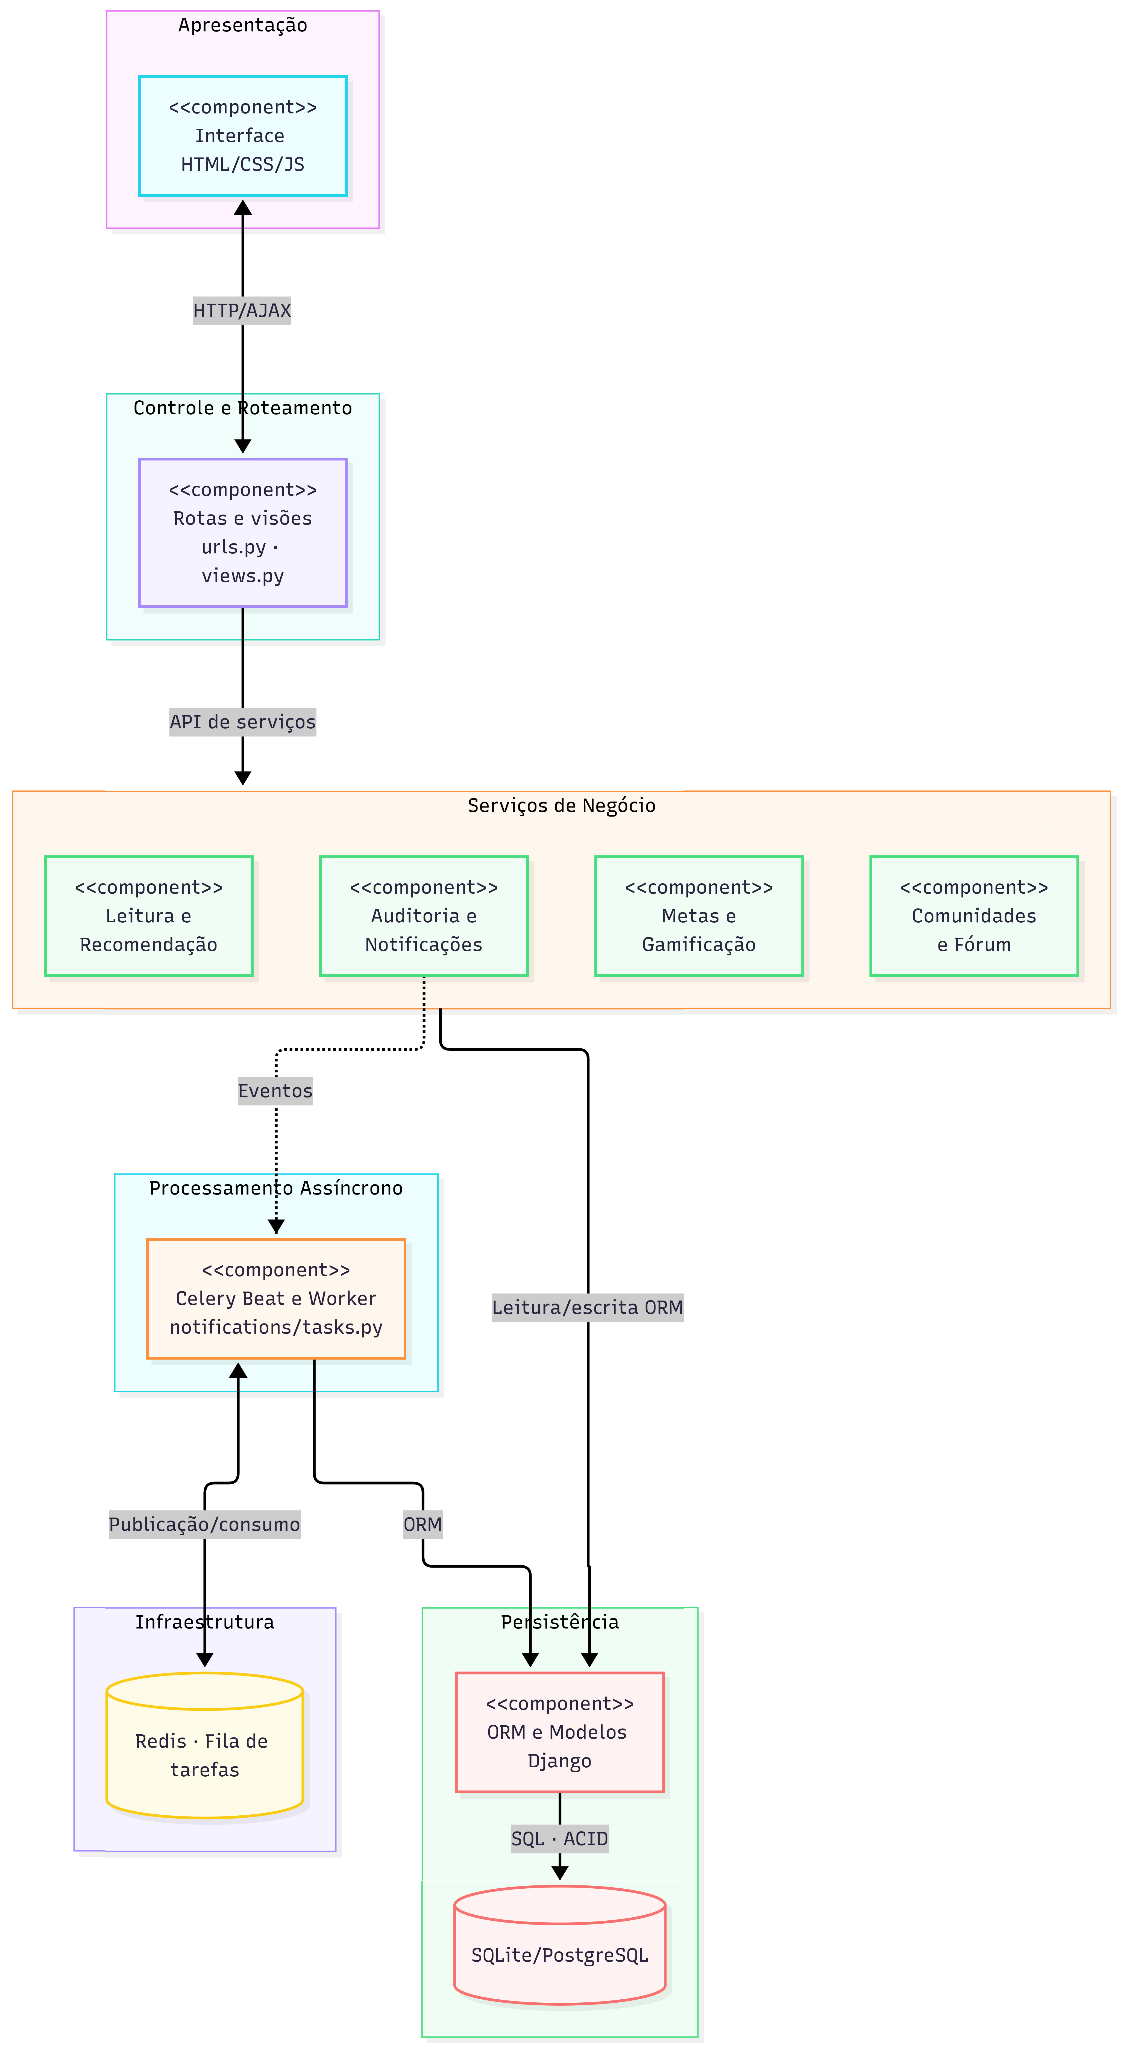 Apresentação
<<component>>
Interface
HTML/CSS/JS
HTTP/AJAX
Controle e Roteamento
<<component>>
Rotas e visões
urls.py ·
views.py
API de serviços
Serviços de Negócio
<<component>>
Leitura e
Recomendação
<<component>>
Auditoria e
Notificações
<<component>>
Metas e
Gamificação
<<component>>
Comunidades
e Fórum
Eventos
Processamento Assíncrono
<<component>>
Celery Beat e Worker
notifications/tasks.py
Leitura/escrita ORM
Publicação/consumo
ORM
Infraestrutura
Redis · Fila de
tarefas
Persistência
<<component>>
ORM e Modelos
Django
SQL · ACID
SQLite/PostgreSQL